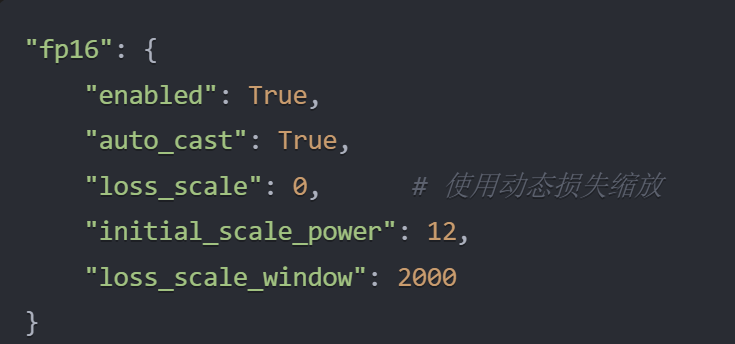 "fp16": {
    "enabled": True,
    "auto_cast": True,
    "loss_scale": 0,      # 使用动态损失缩放
    "initial_scale_power": 12,
    "loss_scale_window": 2000
}